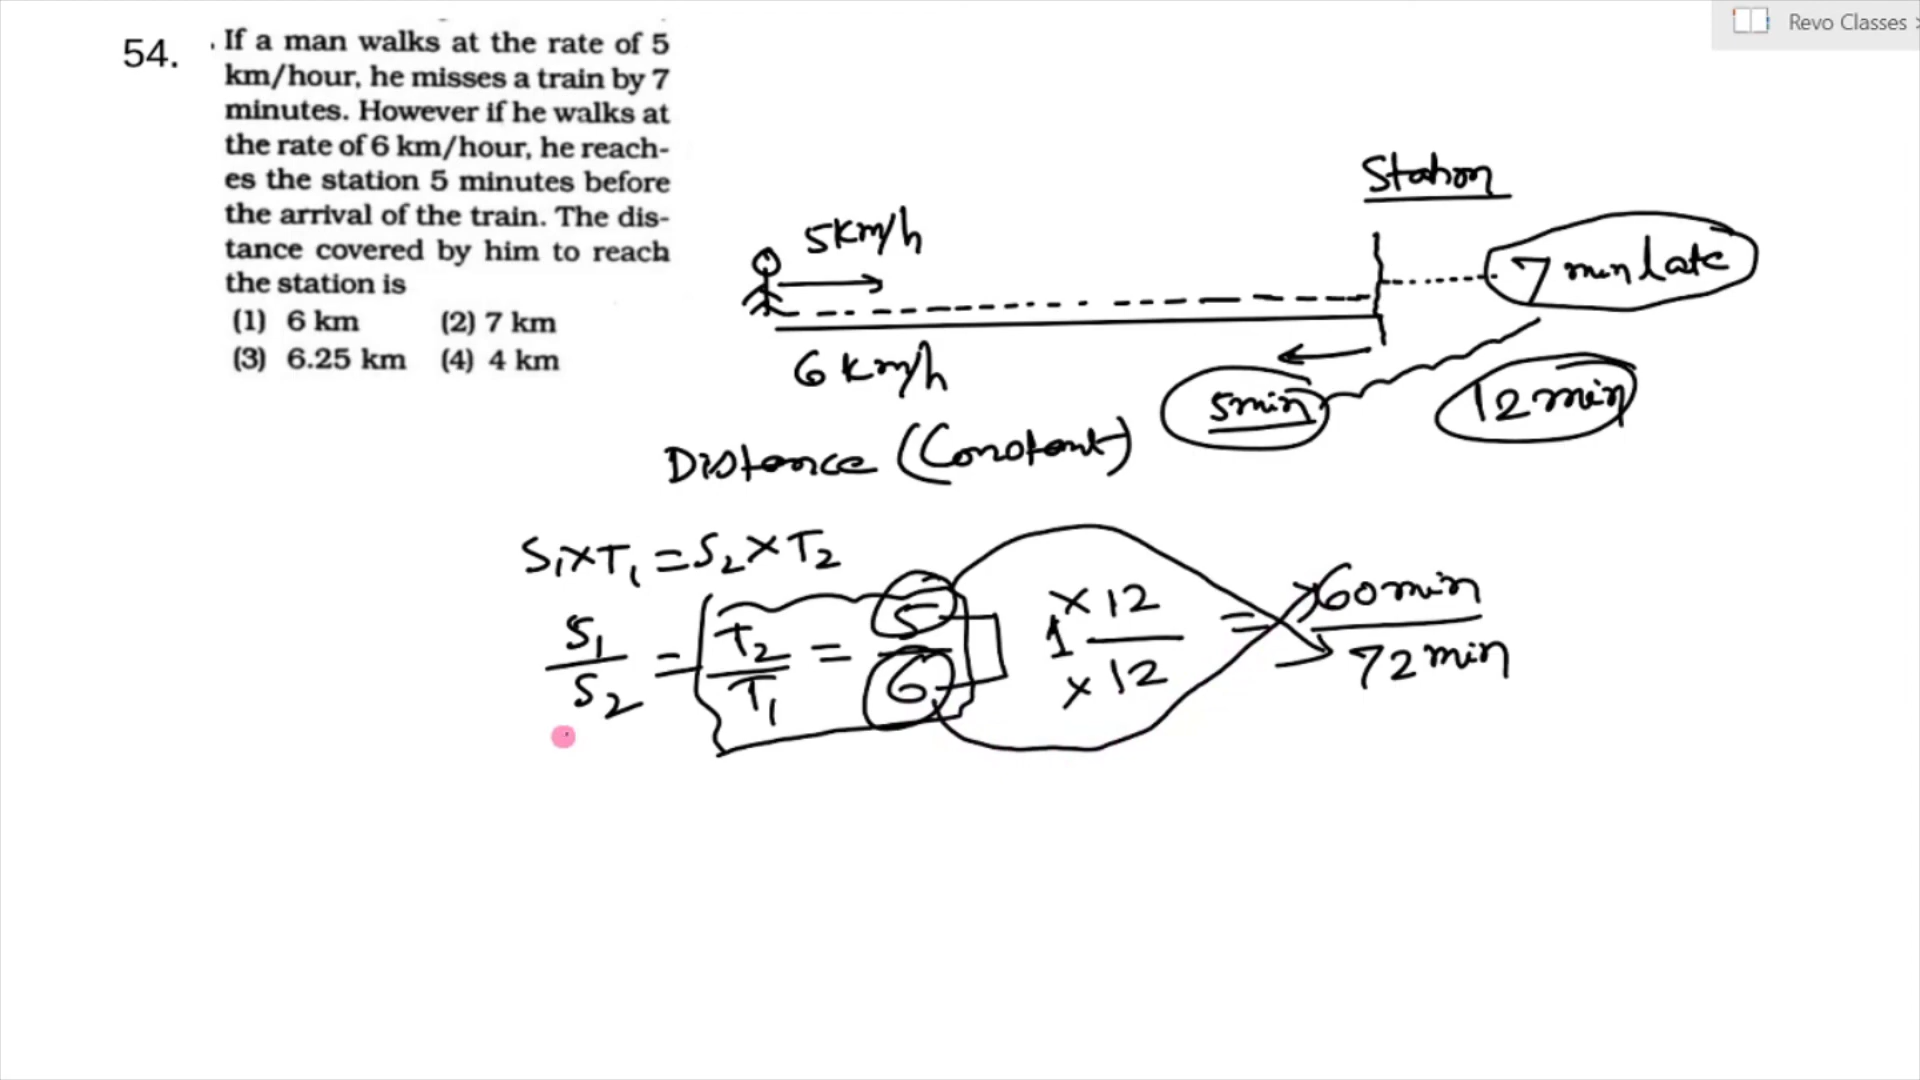 Revo Classes
54.
If a man walks at the rate of 5
km/hour, he misses a train by 7
minutes. However if he walks at
the rate of 6 km/hour, he reach-
es the station 5 minutes before
the arrival of the train. The dis-
tance covered by him to reach
the station is
(1) 6 km (2) 7 km
(3) 6.25 km (4) 4 km
Station
5km/h
7 min late
6 km/h
5min
12 min
Distance (Constant)
S₁×T₁ = S₂×T₂
S₁/S₂ = T₂/T₁ = 5/6
1 ×12/×12 = 60 min/72 min